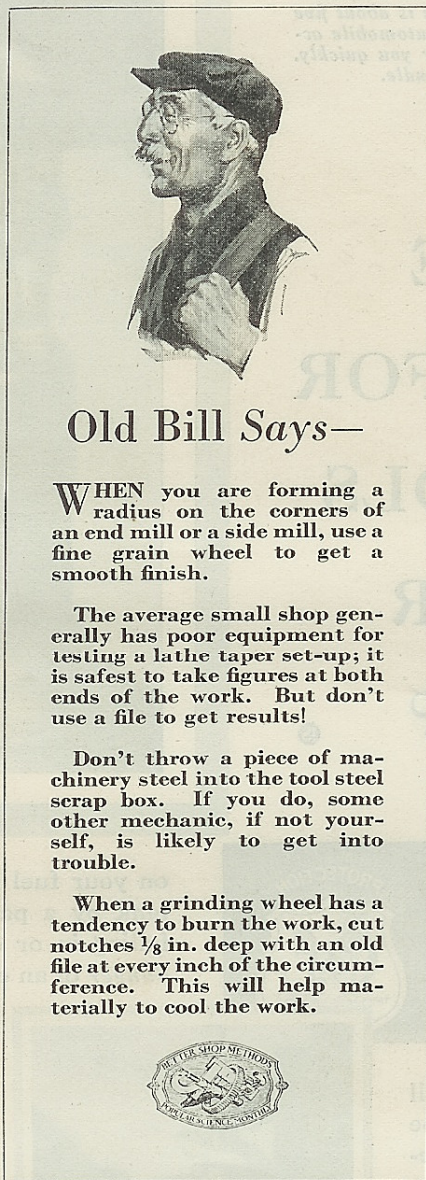 Old Bill Says—
WHEN you are forming a
radius on the corners of
an end mill or a side mill, use a
fine grain wheel to get a
smooth finish.
The average small shop gen-
erally has poor equipment for
testing a lathe taper set-up; it
is safest to take figures at both
ends of the work. But don't
use a file to get results!
Don't throw a piece of ma-
chinery steel into the tool steel
scrap box. If you do, some
other mechanic, if not your-
self, is likely to get into
trouble.
When a grinding wheel has a
tendency to burn the work, cut
notches ⅛ in. deep with an old
file at every inch of the circum-
ference. This will help ma-
terially to cool the work.
BETTER SHOP METHODS
POPULAR SCIENCE MONTHLY